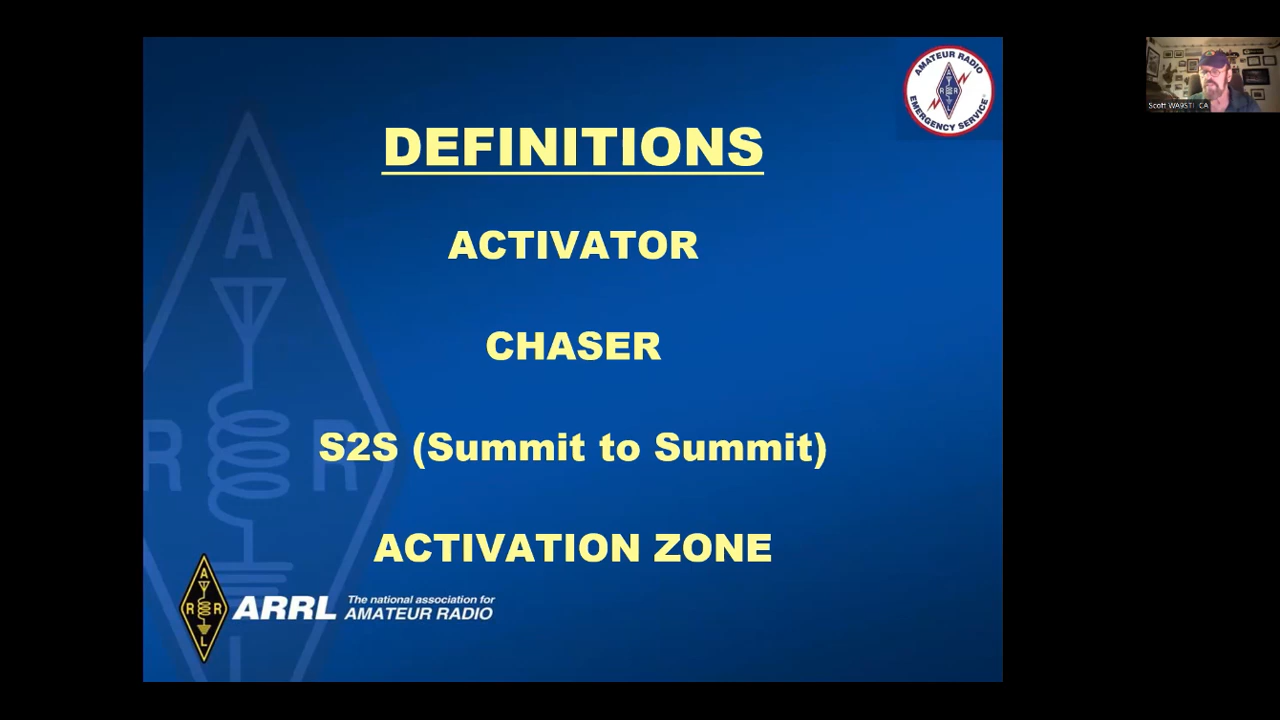 AMATEUR RADIO
EMERGENCY SERVICE
DEFINITIONS
ACTIVATOR
CHASER
S2S (Summit to Summit)
ACTIVATION ZONE
A
R R
L
ARRL The national association for
AMATEUR RADIO
A
R R
L